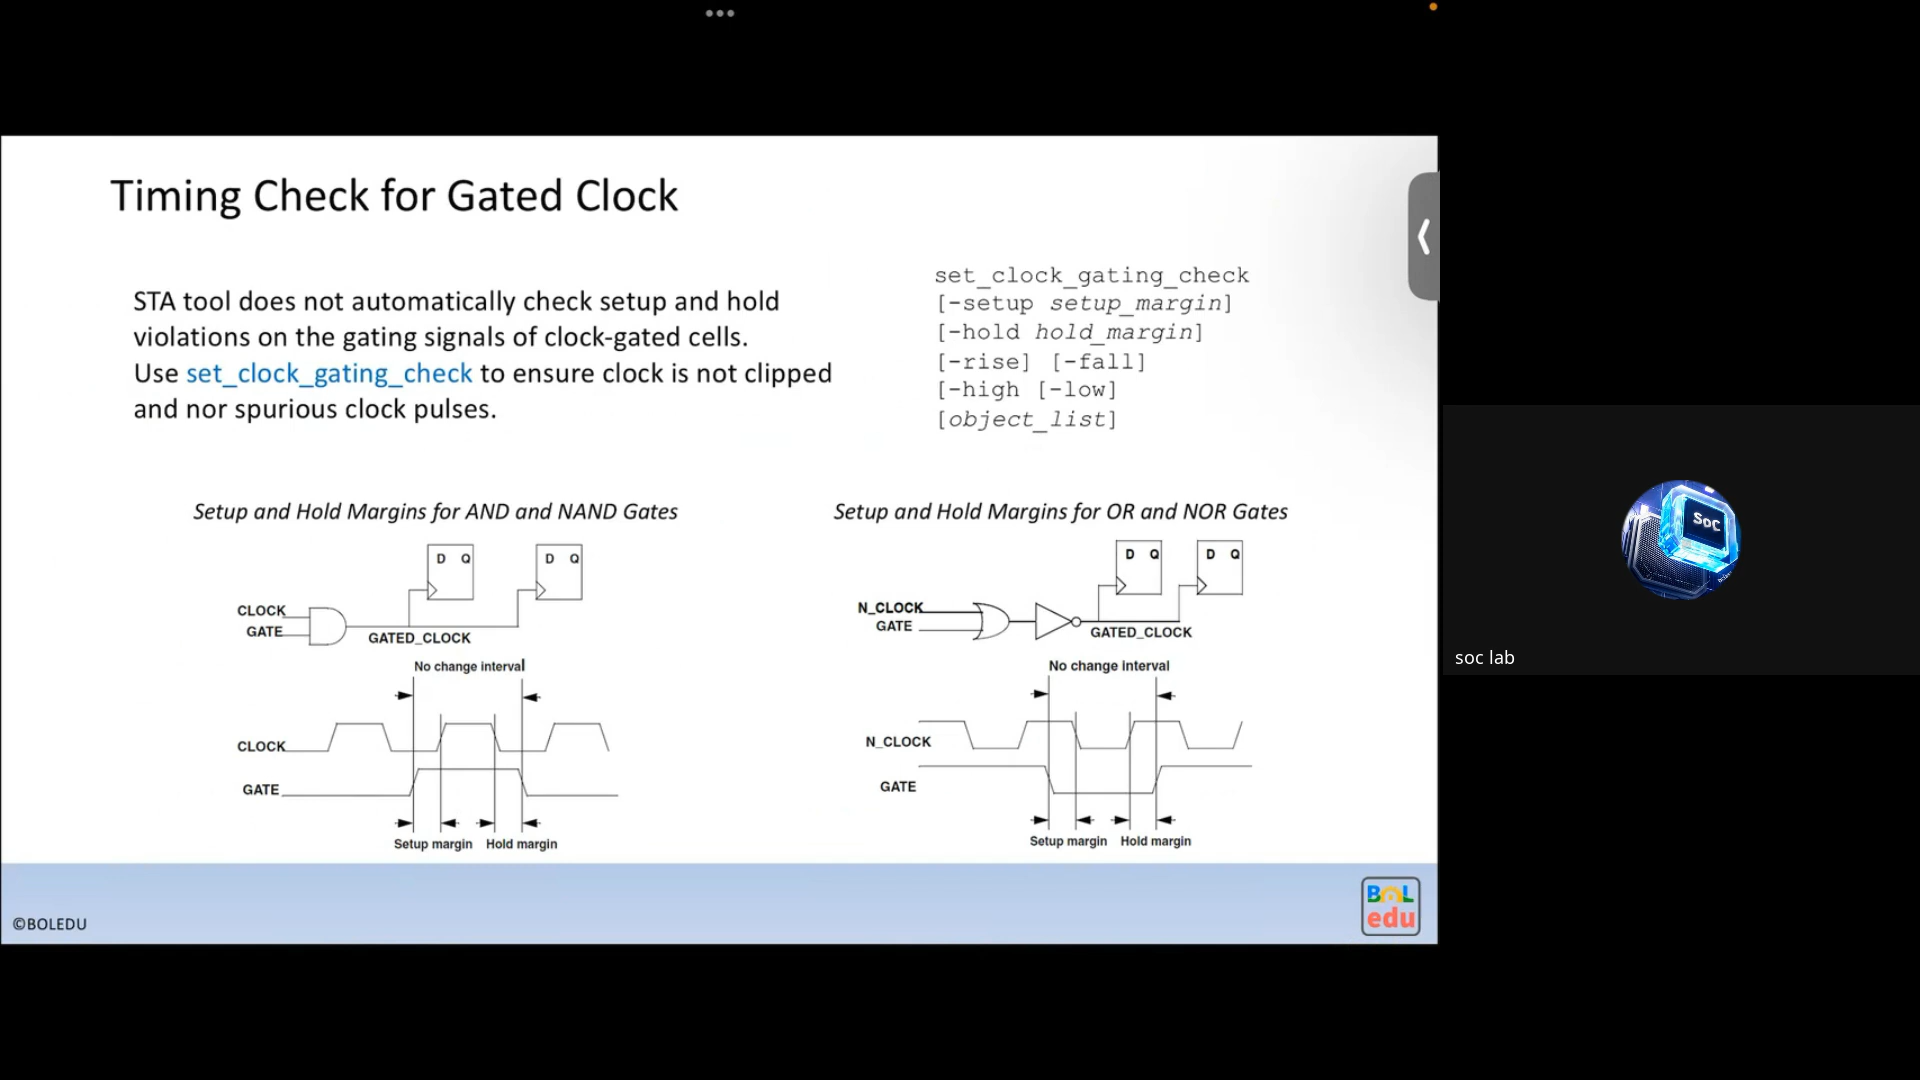 Timing Check for Gated Clock
STA tool does not automatically check setup and hold
violations on the gating signals of clock-gated cells.
Use set_clock_gating_check to ensure clock is not clipped
and nor spurious clock pulses.
set_clock_gating_check
[-setup setup_margin]
[-hold hold_margin]
[-rise] [-fall]
[-high [-low]
[object_list]
Setup and Hold Margins for AND and NAND Gates
D Q
D Q
CLOCK
GATE
GATED_CLOCK
No change interval
CLOCK
GATE
Setup margin
Hold margin
Setup and Hold Margins for OR and NOR Gates
D Q
D Q
N_CLOCK
GATE
GATED_CLOCK
No change interval
N_CLOCK
GATE
Setup margin
Hold margin
©BOLEDU
BOL
edu
SoC
soc lab